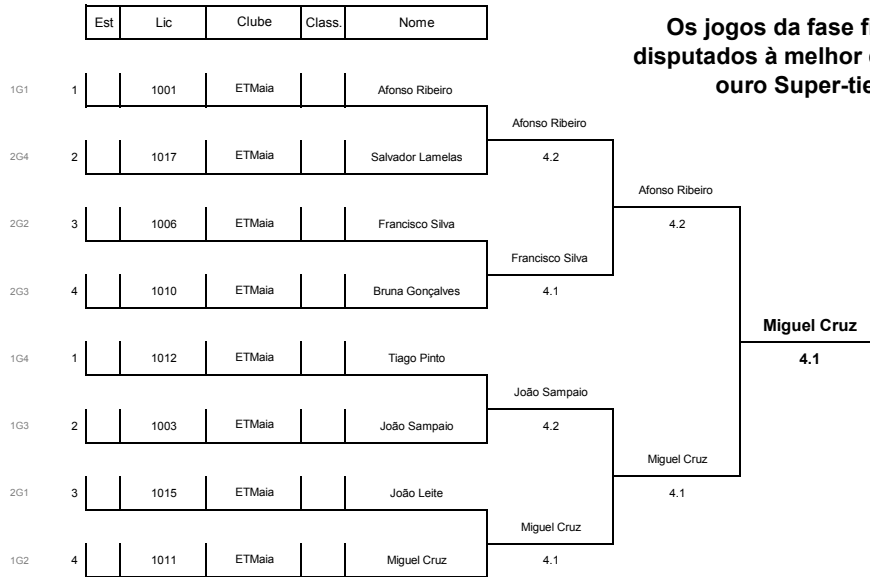 Est Lic Clube Class. Nome
Os jogos da fase
disputados à melhor
ouro
1G1 1 1001 ETMaia Afonso Ribeiro
Afonso Ribeiro
2G4 2 1017 ETMaia Salvador Lamelas 4.2
Afonso Ribeiro
2G2 3 1006 ETMaia Francisco Silva 4.2
Francisco Silva
2G3 4 1010 ETMaia Bruna Gonçalves 4.1
Miguel Cruz
1G4 1 1012 ETMaia Tiago Pinto 4.1
João Sampaio
1G3 2 1003 ETMaia João Sampaio 4.2
Miguel Cruz
2G1 3 1015 ETMaia João Leite 4.1
Miguel Cruz
1G2 4 1011 ETMaia Miguel Cruz 4.1